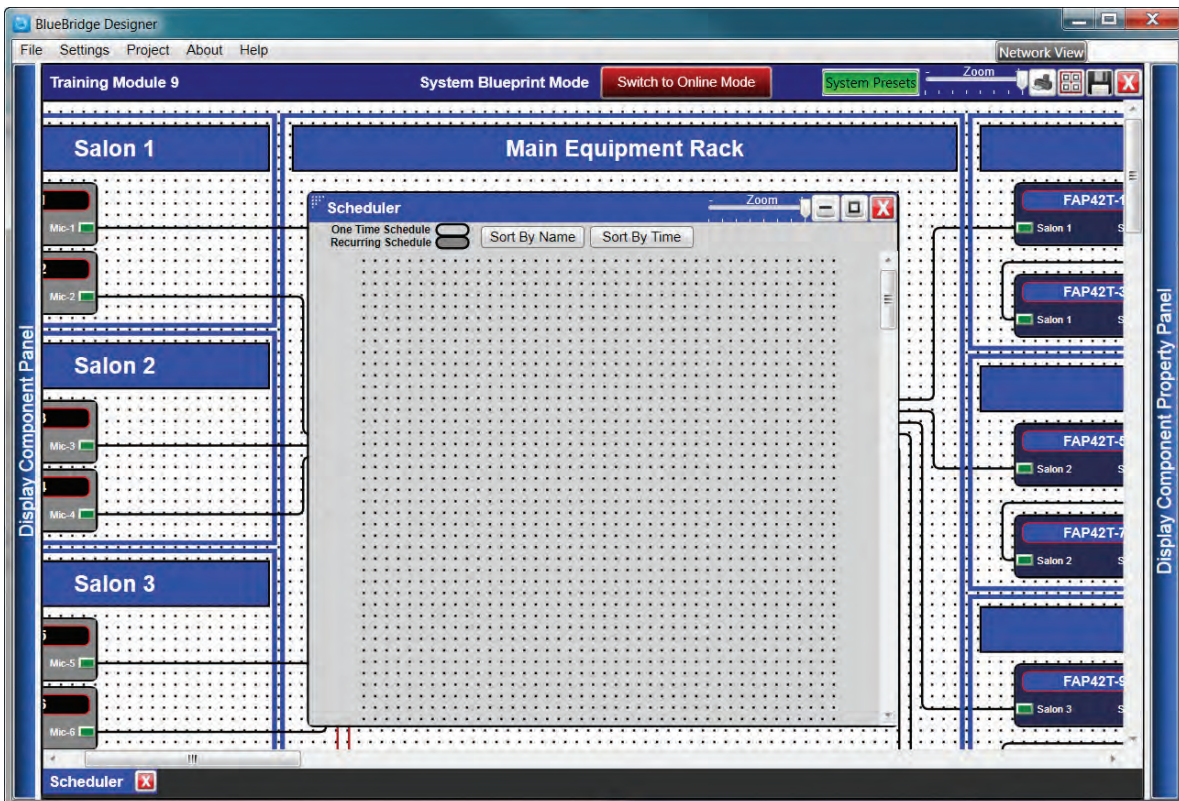 BlueBridge Designer
File Settings Project About Help
Network View
Training Module 9
System Blueprint Mode
Switch to Online Mode
System Presets
- Zoom
Salon 1
Main Equipment Rack
Mic-1
Mic-2
Scheduler
- Zoom
One Time Schedule
Recurring Schedule
Sort By Name
Sort By Time
FAP42T-1
Salon 1 S
FAP42T-3
Salon 1 S
Salon 2
Mic-3
Mic-4
FAP42T-5
Salon 2 S
FAP42T-7
Salon 2 S
Salon 3
Mic-5
Mic-6
FAP42T-9
Salon 3 S
Display Component Panel
Display Component Property Panel
Scheduler